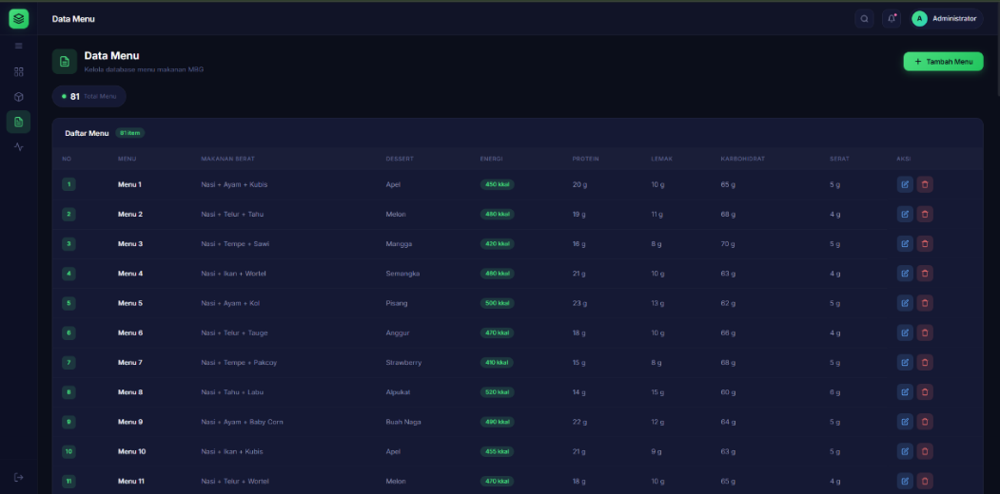 Data Menu
A Administrator
Data Menu
Kelola database menu makanan MBG
+ Tambah Menu
81 Total Menu
Daftar Menu 81 item
NO MENU MAKANAN BERAT DESSERT ENERGI PROTEIN LEMAK KARBOHIDRAT SERAT AKSI
1 Menu 1 Nasi + Ayam + Kubis Apel 450 kkal 20 g 10 g 65 g 5 g
2 Menu 2 Nasi + Telur + Tahu Melon 480 kkal 19 g 11 g 68 g 4 g
3 Menu 3 Nasi + Tempe + Sawi Mangga 420 kkal 16 g 8 g 70 g 5 g
4 Menu 4 Nasi + Ikan + Wortel Semangka 460 kkal 21 g 10 g 63 g 4 g
5 Menu 5 Nasi + Ayam + Kol Pisang 500 kkal 23 g 13 g 62 g 5 g
6 Menu 6 Nasi + Telur + Tauge Anggur 470 kkal 18 g 10 g 66 g 4 g
7 Menu 7 Nasi + Tempe + Pakcoy Strawberry 410 kkal 15 g 8 g 68 g 5 g
8 Menu 8 Nasi + Tahu + Labu Alpukat 520 kkal 14 g 15 g 60 g 6 g
9 Menu 9 Nasi + Ayam + Baby Corn Buah Naga 490 kkal 22 g 12 g 64 g 5 g
10 Menu 10 Nasi + Ikan + Kubis Apel 455 kkal 21 g 9 g 63 g 5 g
11 Menu 11 Nasi + Telur + Wortel Melon 470 kkal 18 g 10 g 65 g 4 g